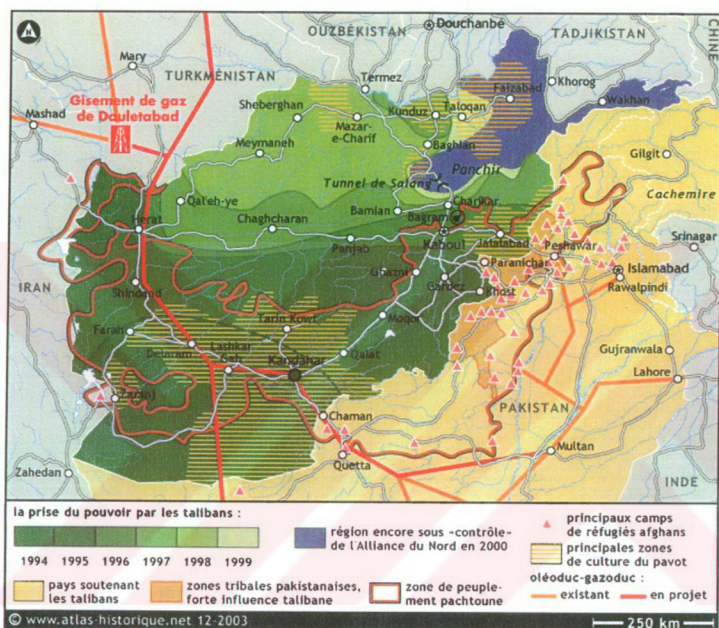 OUZBÉKISTAN
Douchanbé
TADJIKISTAN
CHINE
Mary
TURKMÉNISTAN
Termez
Faizabad
Khorog
Wakhan
Gisement de gaz
de Dauletabad
Mashad
Sheberghan
Kunduz
Taloqan
Mazar-
e-Charif
Baghlan
Meymaneh
Panchir
Gilgit
Tunnel de Salang
Cachemire
Qal'eh-ye
Charikar
Herat
Chaghcharan
Bamian
Bagram
Srinagar
Panjab
Kaboul
Jalalabad
Peshawar
Paranichar
Islamabad
Rawalpindi
IRAN
Ghazni
Gardez
Khost
Shindand
Tarin Kowt
Moqor
Farah
Delaram
Lashkar
Gah
Kandahar
Qalat
Gujranwala
Lahore
Zaranj
Chaman
PAKISTAN
Multan
Zahedan
Quetta
INDE
la prise du pouvoir par les talibans :
1994 1995 1996 1997 1998 1999
région encore sous «contrôle»
de l'Alliance du Nord en 2000
principaux camps
de réfugiés afghans
principales zones
de culture du pavot
pays soutenant
les talibans
zones tribales pakistanaises,
forte influence talibane
zone de peuple-
ment pachtoune
oléoduc-gazoduc :
existant en projet
© www.atlas-historique.net 12-2003
250 km